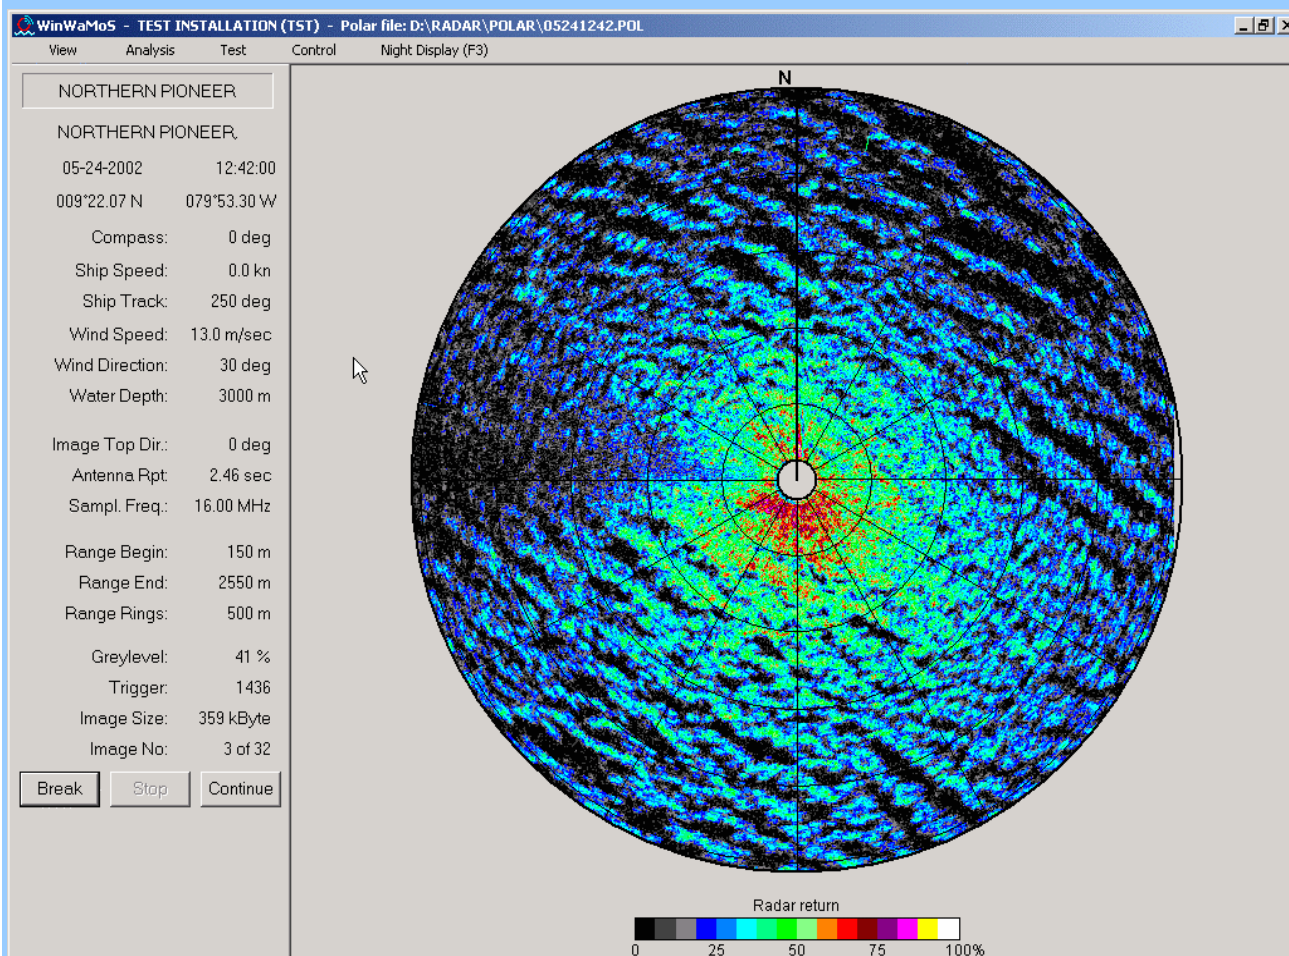 WinWaMoS - TEST INSTALLATION (TST) - Polar file: D:\RADAR\POLAR\05241242.POL
View Analysis Test Control Night Display (F3)
NORTHERN PIONEER
NORTHERN PIONEER,
05-24-2002 12:42:00
009°22.07 N 079°53.30 W
Compass: 0 deg
Ship Speed: 0.0 kn
Ship Track: 250 deg
Wind Speed: 13.0 m/sec
Wind Direction: 30 deg
Water Depth: 3000 m
Image Top Dir.: 0 deg
Antenna Rpt: 2.46 sec
Sampl. Freq.: 16.00 MHz
Range Begin: 150 m
Range End: 2550 m
Range Rings: 500 m
Greylevel: 41 %
Trigger: 1436
Image Size: 359 kByte
Image No: 3 of 32
Break Stop Continue
N
Radar return
0 25 50 75 100%